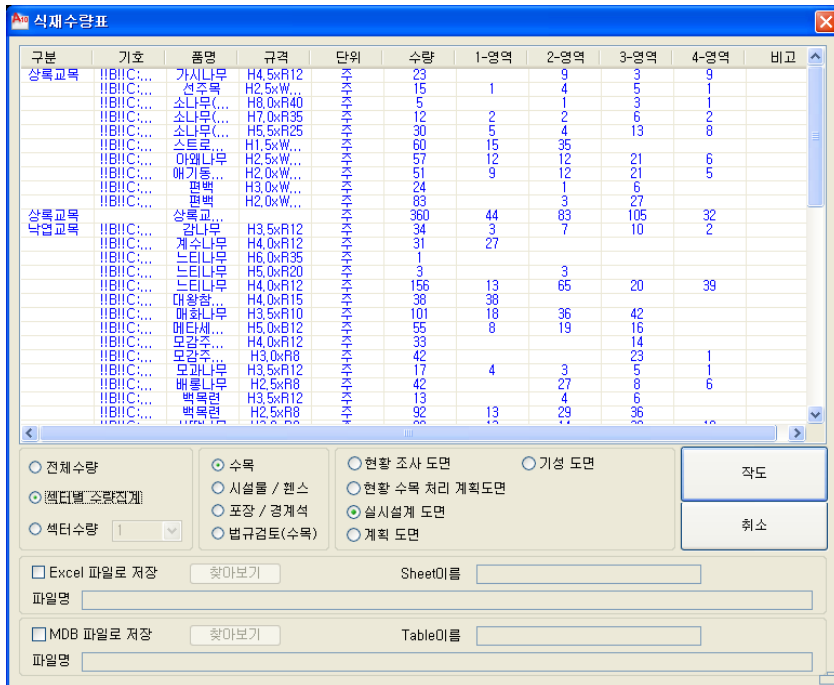 식재수량표
구분 기호 품명 규격 단위 수량 1-영역 2-영역 3-영역 4-영역 비고
상록교목 !!B!!C:... 가시나무 H4,5xR12 주 23 9 3 9
!!B!!C:... 선주목 H2,5xW... 주 15 1 4 5 1
!!B!!C:... 소나무(... H8,0xR40 주 5 1 3 1
!!B!!C:... 소나무(... H7,0xR35 주 12 2 2 6 2
!!B!!C:... 소나무(... H5,5xR25 주 30 5 4 13 8
!!B!!C:... 스트로... H1,5xW... 주 60 15 35
!!B!!C:... 아왜나무 H2,5xW... 주 57 12 12 21 6
!!B!!C:... 애기동... H2,0xW... 주 51 9 12 21 5
!!B!!C:... 편백 H3,0xW... 주 24 1 6
!!B!!C:... 편백 H2,0xW... 주 83 3 27
상록교목 상록교... 주 360 44 83 105 32
낙엽교목 !!B!!C:... 감나무 H3,5xR12 주 34 3 7 10 2
!!B!!C:... 계수나무 H4,0xR12 주 31 27
!!B!!C:... 느티나무 H6,0xR35 주 1
!!B!!C:... 느티나무 H5,0xR20 주 3 3
!!B!!C:... 느티나무 H4,0xR12 주 156 13 65 20 39
!!B!!C:... 대왕참... H4,0xR15 주 38 38
!!B!!C:... 매화나무 H3,5xR10 주 101 18 36 42
!!B!!C:... 메타세... H5,0xB12 주 55 8 19 16
!!B!!C:... 모감주... H3,5xR12 주 33 14
!!B!!C:... 모감주... H3,0xR8 주 42 23 1
!!B!!C:... 모과나무 H3,5xR12 주 17 4 3 5 1
!!B!!C:... 배롱나무 H2,5xR8 주 42 27 8 6
!!B!!C:... 백목련 H3,5xR12 주 13 4 6
!!B!!C:... 백목련 H2,5xR8 주 92 13 29 36
전체수량 수목 현황 조사 도면 기성 도면 작도
섹터별 수량집계 시설물 / 휀스 현황 수목 처리 계획도면
포장 / 경계석 실시설계 도면
섹터수량 1 법규검토(수목) 계획 도면 취소
Excel 파일로 저장 찾아보기 Sheet이름
파일명
MDB 파일로 저장 찾아보기 Table이름
파일명